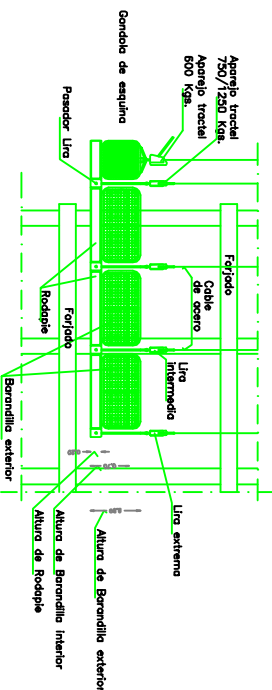 Aparejo tractel
750/1250 Kgs.
Aparejo tractel
600 Kgs.
Gondola de esquina
Pasador Lira
Forjado
Cable
de acero
Rodapie
Forjado
Lira
intermedia
Barandilla exterior
Lira extrema
Altura de Barandilla exterior
Altura de Barandilla interior
Altura de Rodapie